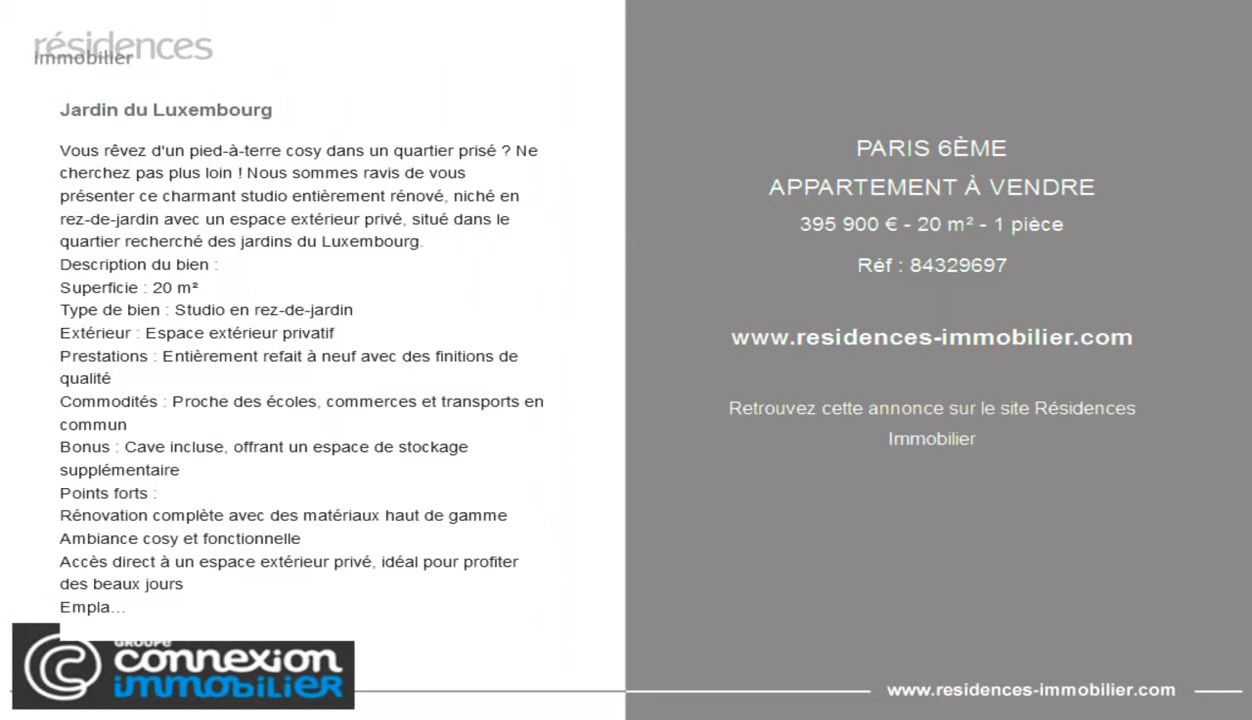 résidences
immobilier
Jardin du Luxembourg
Vous rêvez d'un pied-à-terre cosy dans un quartier prisé ? Ne
cherchez pas plus loin ! Nous sommes ravis de vous
présenter ce charmant studio entièrement rénové, niché en
rez-de-jardin avec un espace extérieur privé, situé dans le
quartier recherché des jardins du Luxembourg.
Description du bien :
Superficie : 20 m²
Type de bien : Studio en rez-de-jardin
Extérieur : Espace extérieur privatif
Prestations : Entièrement refait à neuf avec des finitions de
qualité
Commodités : Proche des écoles, commerces et transports en
commun
Bonus : Cave incluse, offrant un espace de stockage
supplémentaire
Points forts :
Rénovation complète avec des matériaux haut de gamme
Ambiance cosy et fonctionnelle
Accès direct à un espace extérieur privé, idéal pour profiter
des beaux jours
Empla...
GROUPE
connexion
immobilier
PARIS 6ÈME
APPARTEMENT À VENDRE
395 900 € - 20 m² - 1 pièce
Réf : 84329697
www.residences-immobilier.com
Retrouvez cette annonce sur le site Résidences
Immobilier
www.residences-immobilier.com